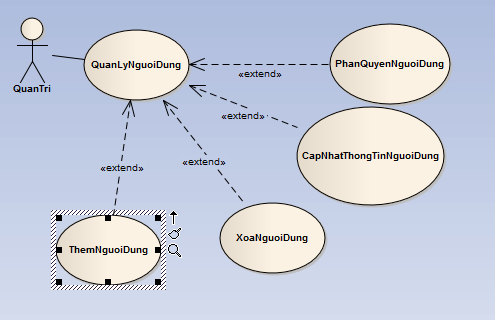 QuanTri
QuanLyNguoiDung
PhanQuyenNguoiDung
«extend»
«extend»
CapNhatThongTinNguoiDung
«extend»
«extend»
XoaNguoiDung
ThemNguoiDung